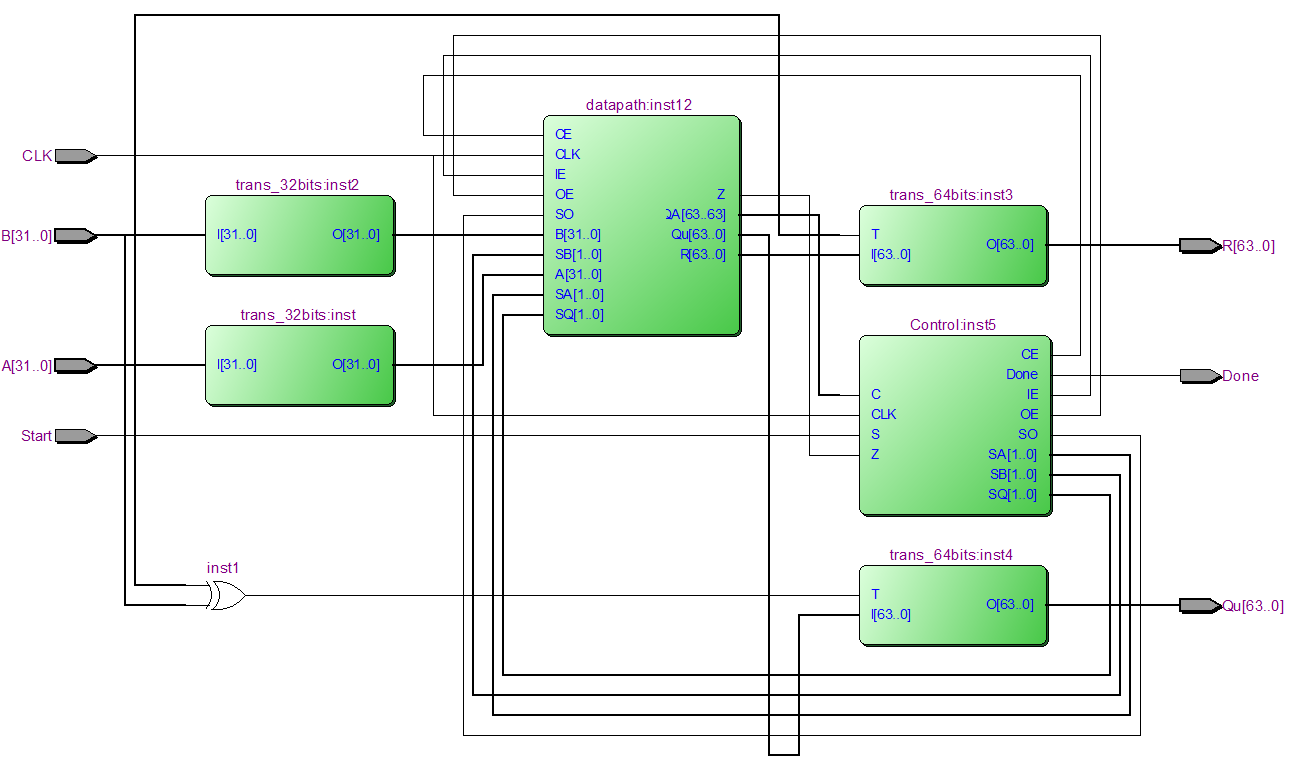 datapath:inst12
CE
CLK
IE
OE
SO
B[31..0]
SB[1..0]
A[31..0]
SA[1..0]
SQ[1..0]
Z
QA[63..63]
Qu[63..0]
R[63..0]
CLK
trans_32bits:inst2
B[31..0]
I[31..0] O[31..0]
trans_32bits:inst
A[31..0]
I[31..0] O[31..0]
Start
trans_64bits:inst3
T
I[63..0]
O[63..0]
R[63..0]
Control:inst5
C
CLK
S
Z
CE
Done
IE
OE
SO
SA[1..0]
SB[1..0]
SQ[1..0]
Done
inst1
trans_64bits:inst4
T
I[63..0]
O[63..0]
Qu[63..0]